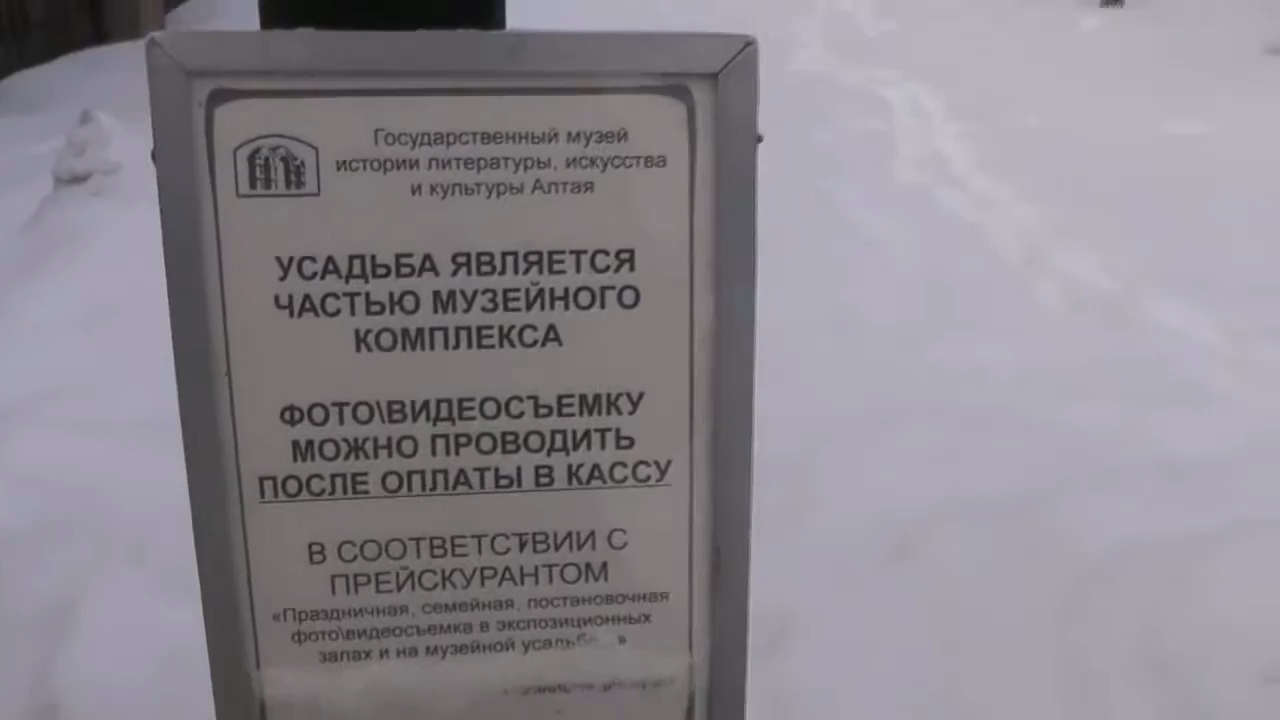 Государственный музей
истории литературы, искусства
и культуры Алтая
УСАДЬБА ЯВЛЯЕТСЯ
ЧАСТЬЮ МУЗЕЙНОГО
КОМПЛЕКСА
ФОТО\ВИДЕОСЪЕМКУ
МОЖНО ПРОВОДИТЬ
ПОСЛЕ ОПЛАТЫ В КАССУ
В СООТВЕТСТВИИ С
ПРЕЙСКУРАНТОМ
«Праздничная, семейная, постановочная
фото\видеосъемка в экспозиционных
залах и на музейной